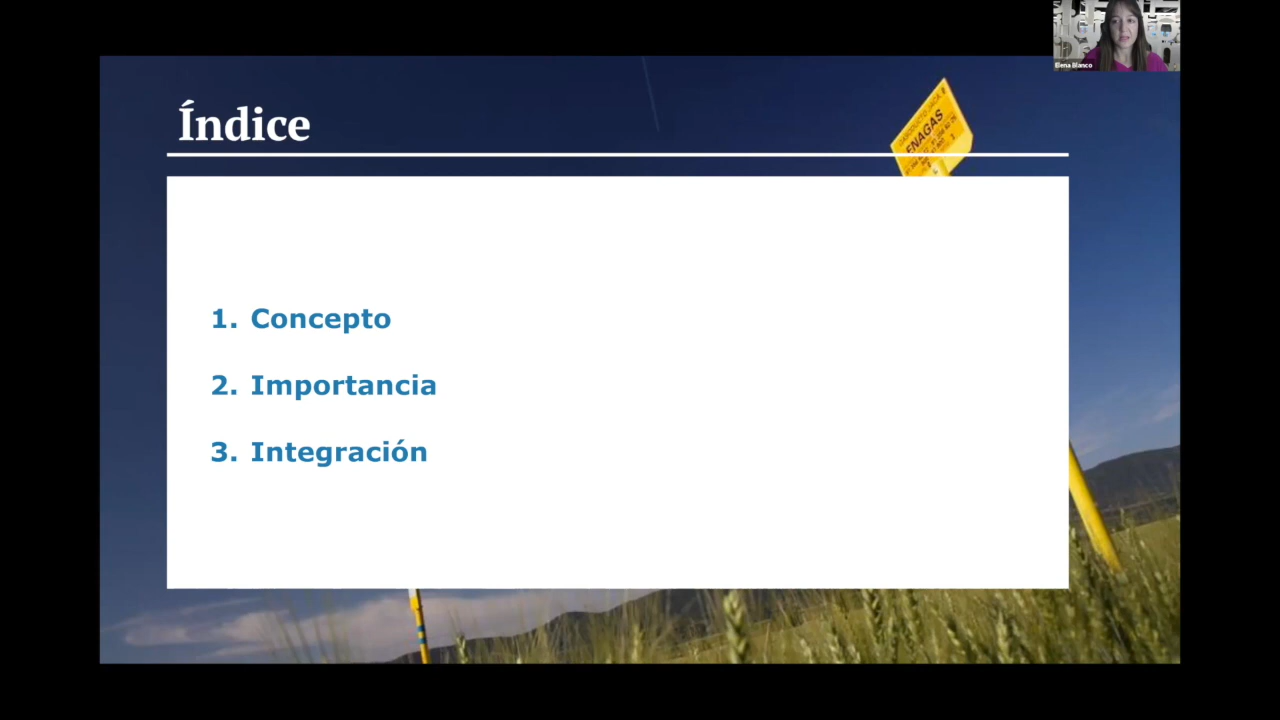 Elena Blanco
Índice
ENAGAS
1. Concepto
2. Importancia
3. Integración